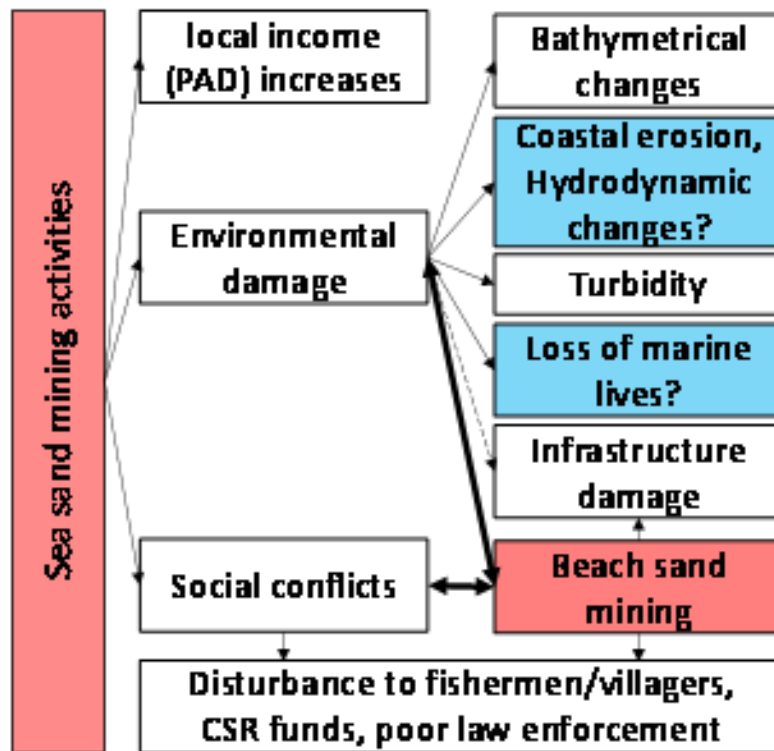 Sea sand mining activities
local income
(PAD) increases
Environmental
damage
Social conflicts
Bathymetrical
changes
Coastal erosion,
Hydrodynamic
changes?
Turbidity
Loss of marine
lives?
Infrastructure
damage
Beach sand
mining
Disturbance to fishermen/villagers,
CSR funds, poor law enforcement